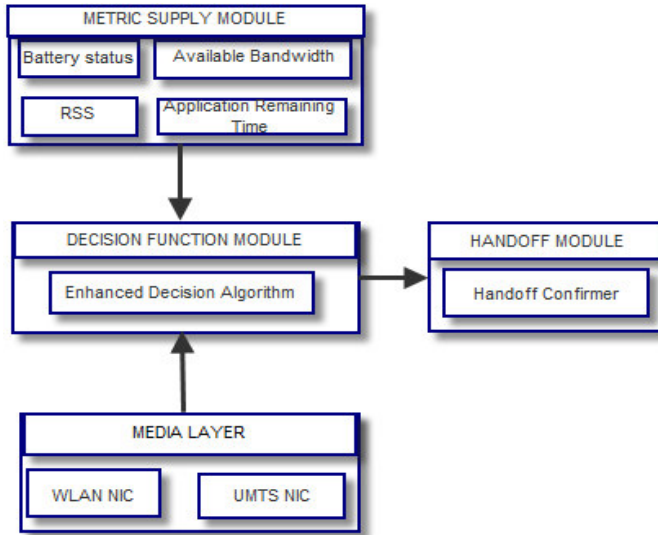 METRIC SUPPLY MODULE
Battery status
Available Bandwidth
RSS
Application Remaining
Time
DECISION FUNCTION MODULE
Enhanced Decision Algorithm
HANDOFF MODULE
Handoff Confirmer
MEDIA LAYER
WLAN NIC
UMTS NIC